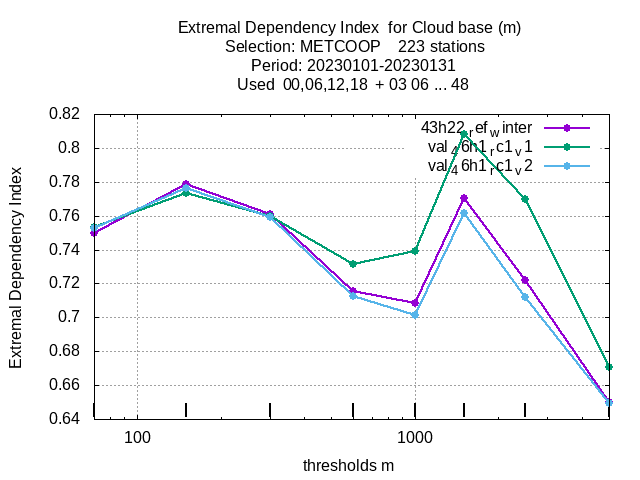 Extremal Dependency Index  for Cloud base (m)
Selection: METCOOP    223 stations
Period: 20230101-20230131
Used  00,06,12,18  + 03 06 ... 48
0.82
0.8
0.78
0.76
0.74
0.72
0.7
0.68
0.66
0.64
Extremal Dependency Index
43h22_ref_winter
val_46h1_rc1_v1
val_46h1_rc1_v2
100
1000
thresholds m